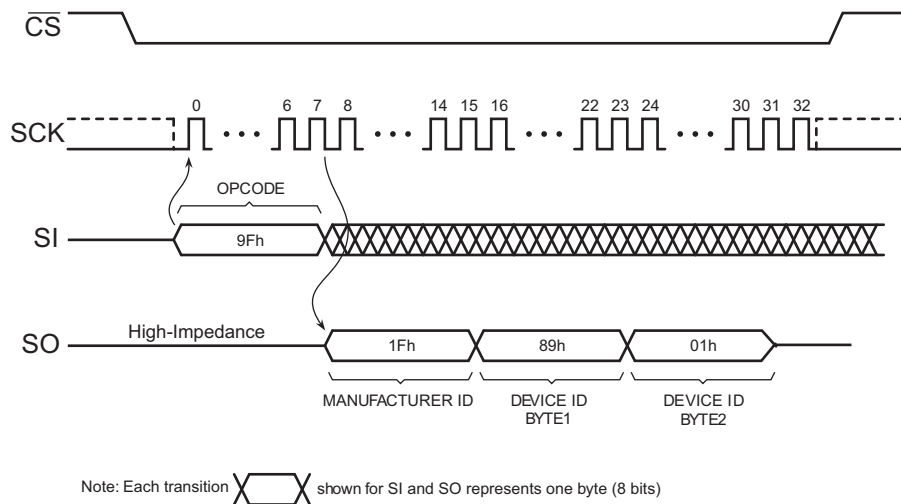 CS
0 6 7 8 14 15 16 22 23 24 30 31 32
SCK
OPCODE
SI
9Fh
High-Impedance
SO
1Fh 89h 01h
MANUFACTURER ID DEVICE ID DEVICE ID
BYTE1 BYTE2
Note: Each transition shown for SI and SO represents one byte (8 bits)